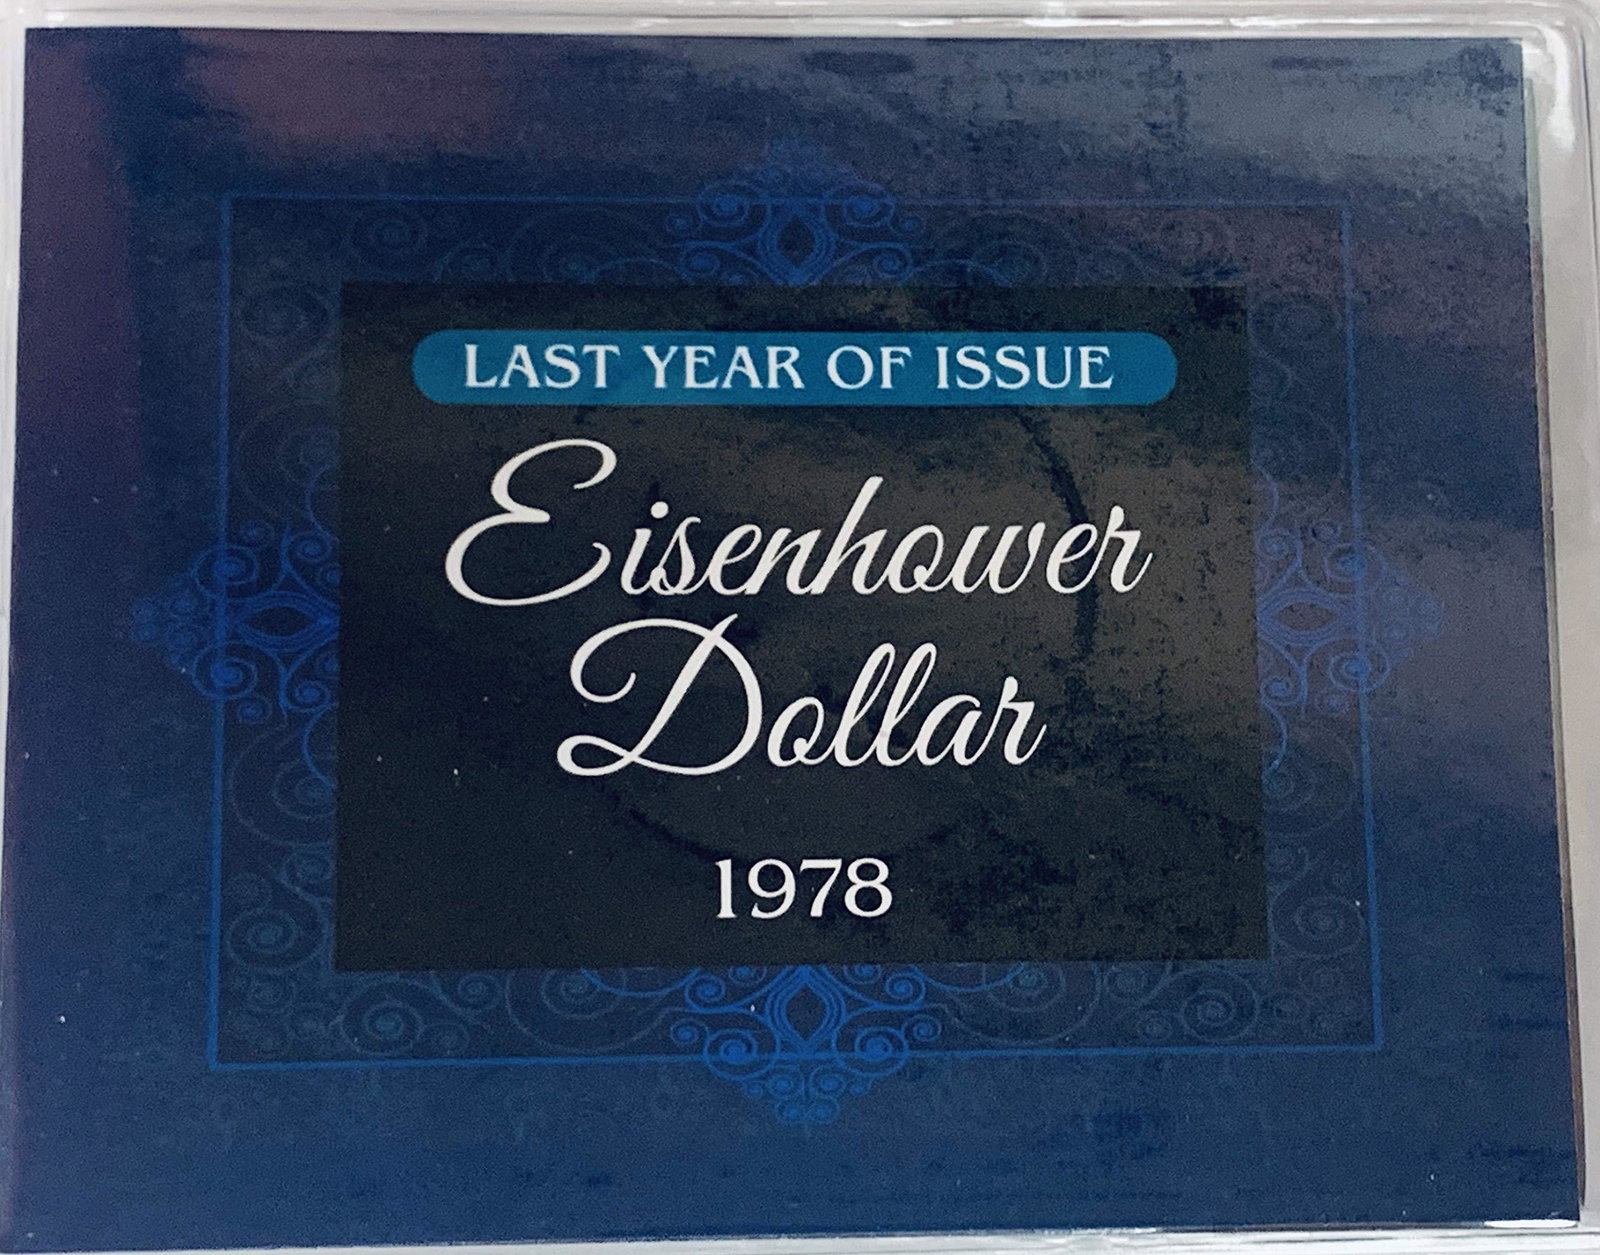 LAST YEAR OF ISSUE
Eisenhower
Dollar
1978